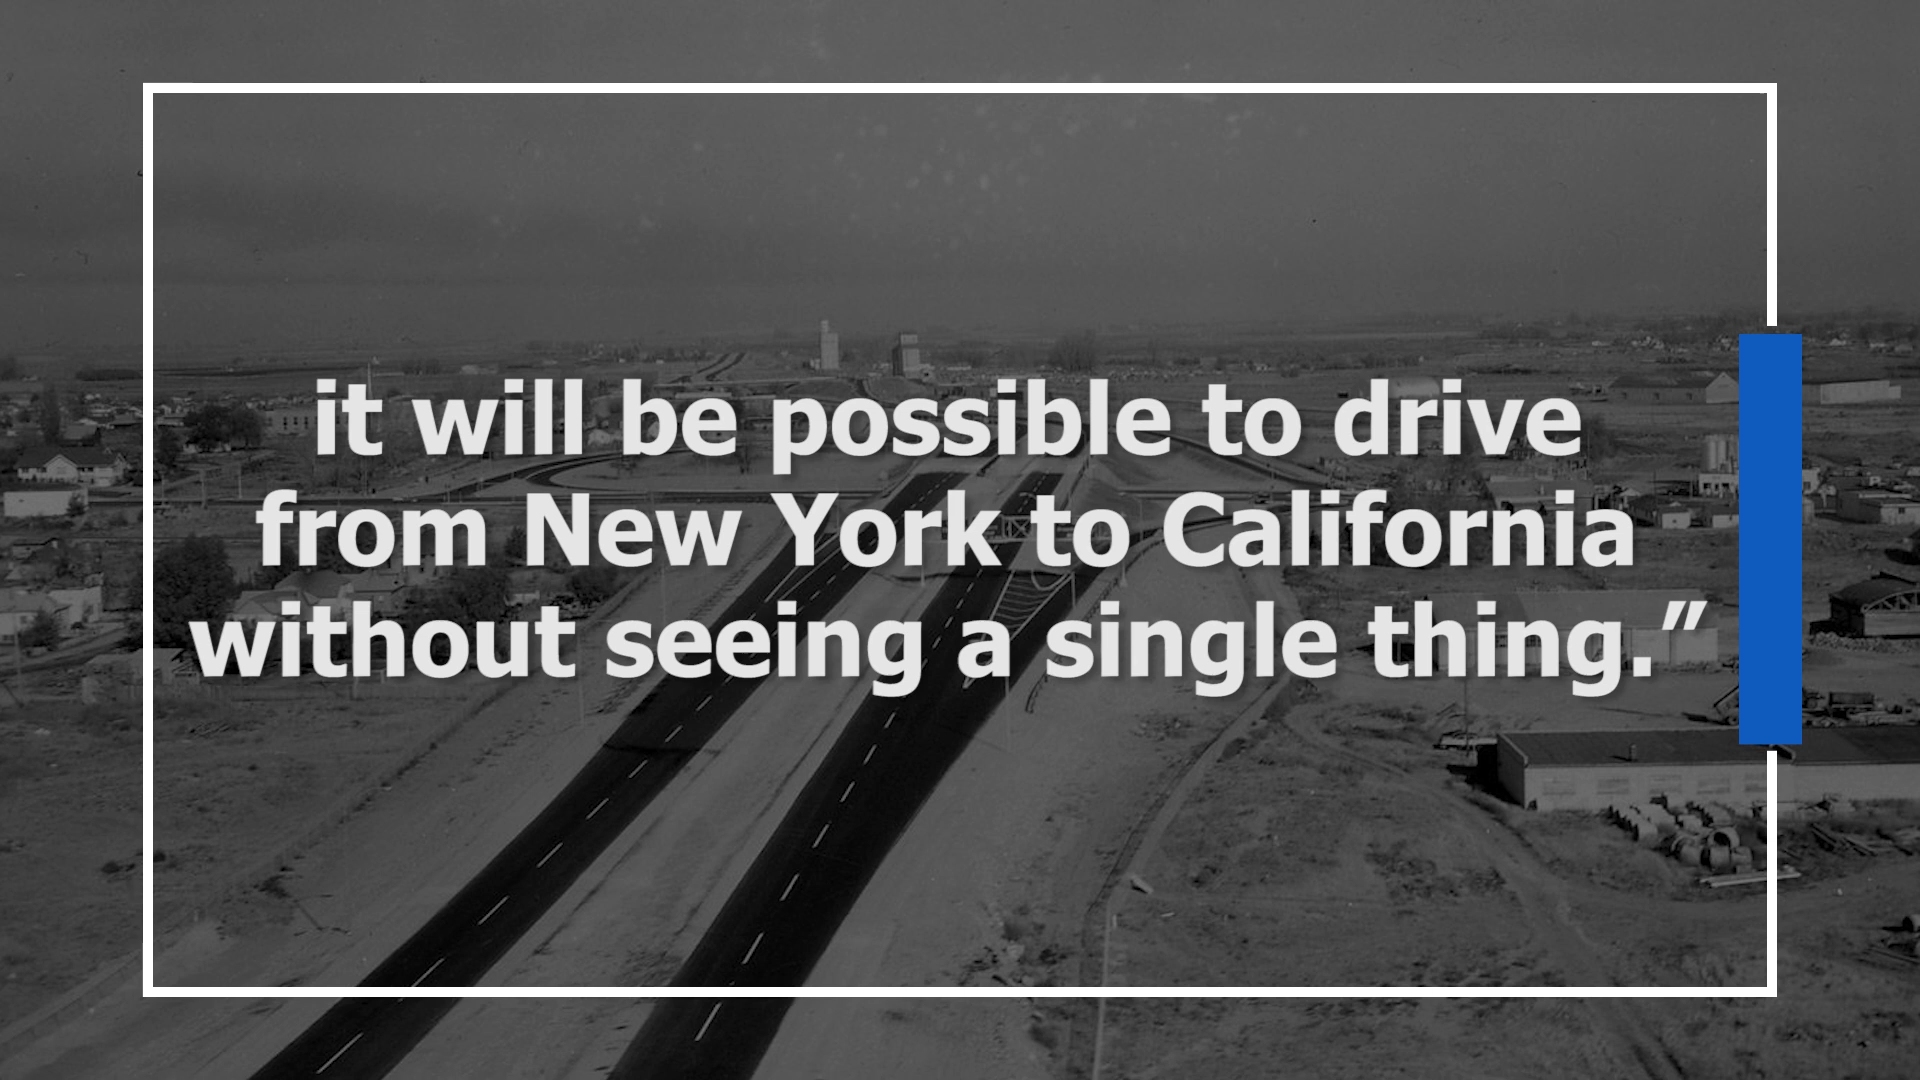 it will be possible to drive
from New York to California
without seeing a single thing.”